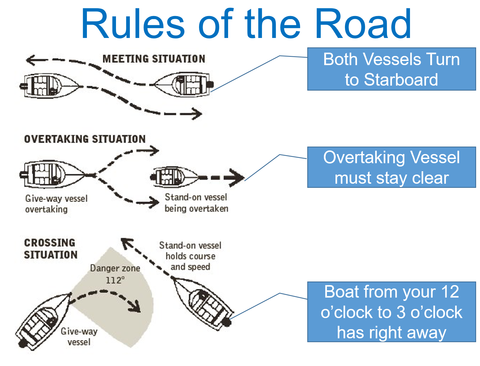 Rules of the Road
MEETING SITUATION
Both Vessels Turn
to Starboard
OVERTAKING SITUATION
Give-way vessel
overtaking
Stand-on vessel
being overtaken
Overtaking Vessel
must stay clear
CROSSING
SITUATION
Stand-on vessel
holds course
and speed
Danger zone
112°
Give-way
vessel
Boat from your 12
o'clock to 3 o'clock
has right away